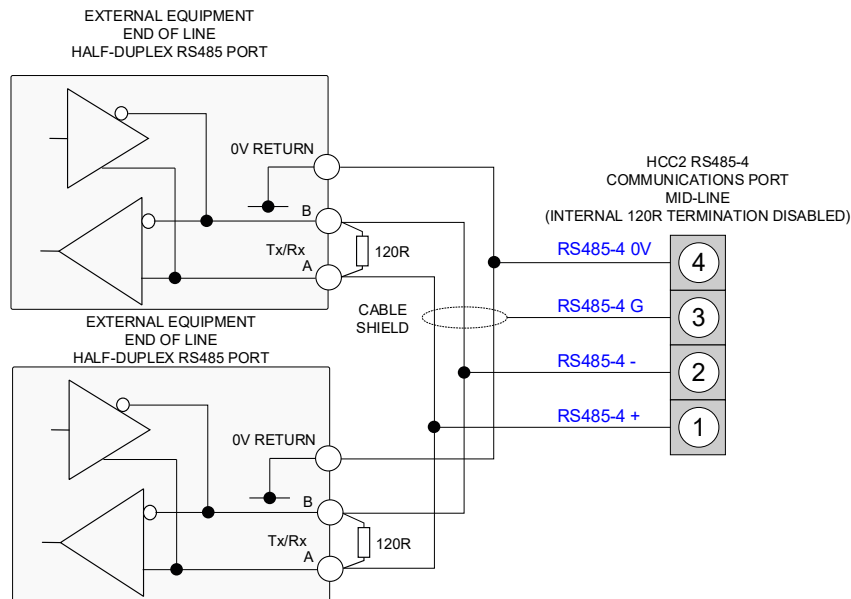 EXTERNAL EQUIPMENT
END OF LINE
HALF-DUPLEX RS485 PORT
0V RETURN
B
Tx/Rx
A
120R
HCC2 RS485-4
COMMUNICATIONS PORT
MID-LINE
(INTERNAL 120R TERMINATION DISABLED)
RS485-4 0V
4
RS485-4 G
3
RS485-4 -
2
RS485-4 +
1
CABLE
SHIELD
EXTERNAL EQUIPMENT
END OF LINE
HALF-DUPLEX RS485 PORT
0V RETURN
B
Tx/Rx
A
120R